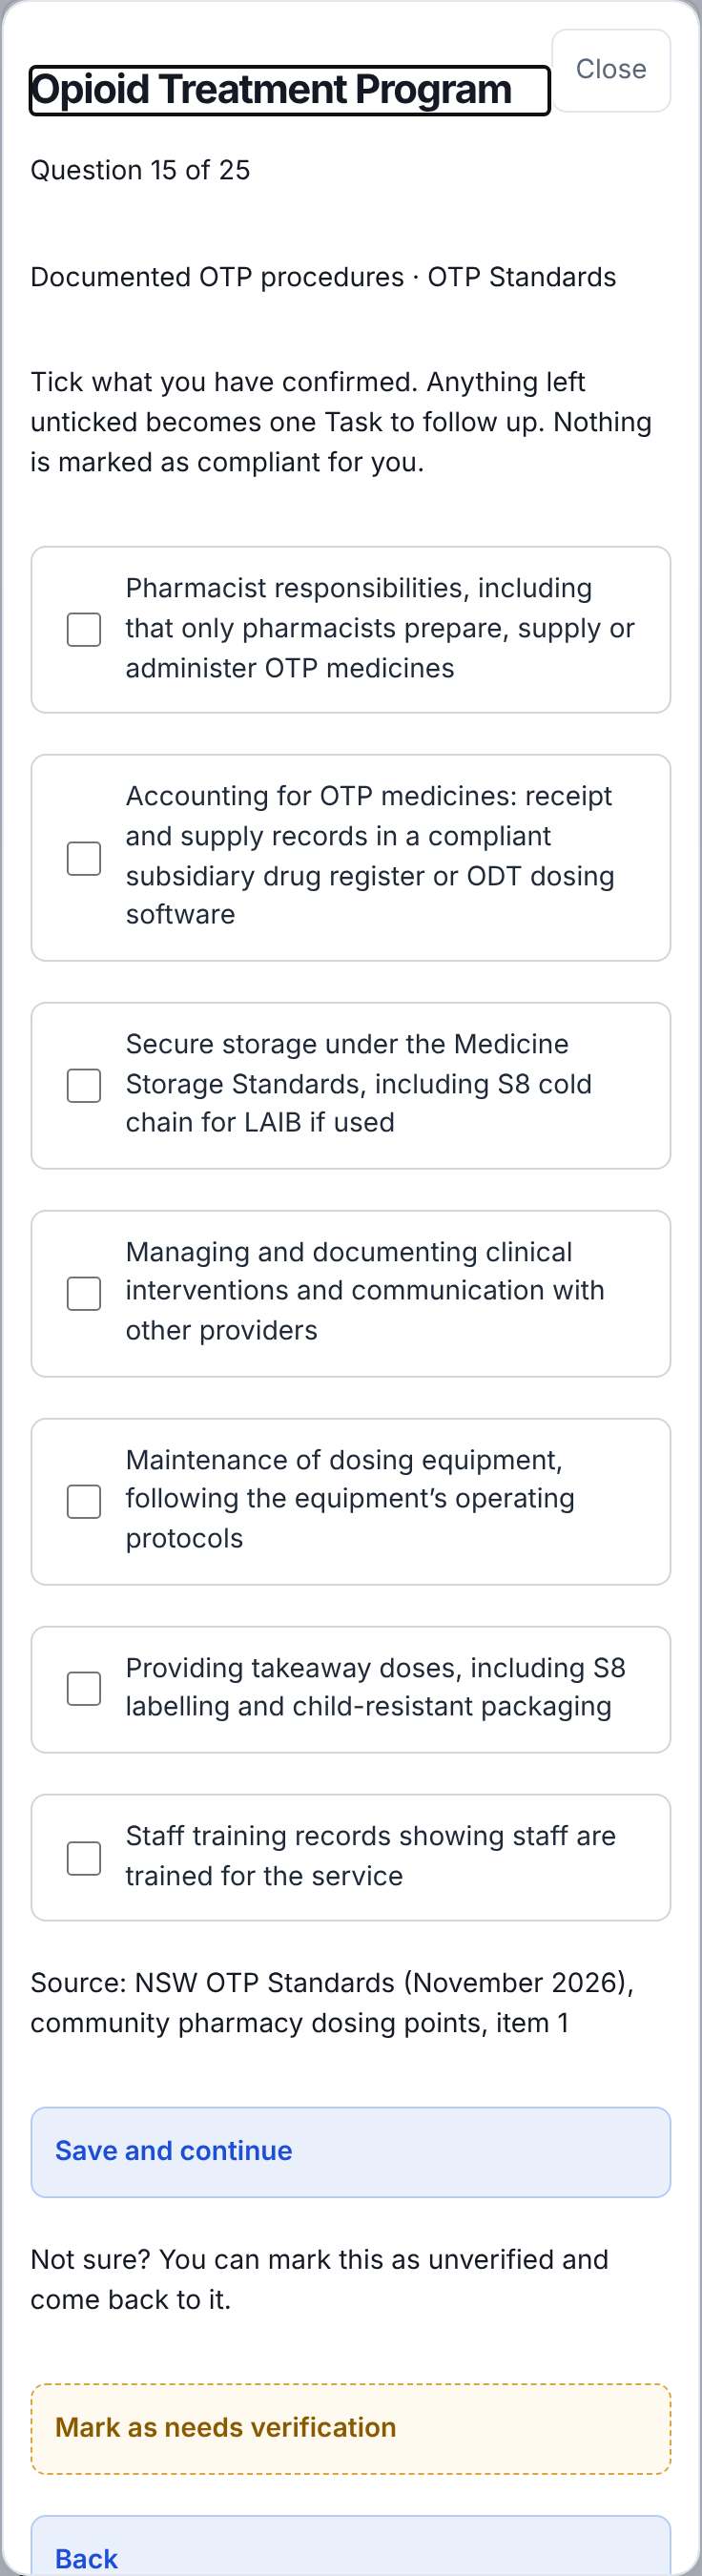 Close
Opioid Treatment Program
Question 15 of 25
Documented OTP procedures · OTP Standards
Tick what you have confirmed. Anything left
unticked becomes one Task to follow up. Nothing
is marked as compliant for you.
Pharmacist responsibilities, including
that only pharmacists prepare, supply or
administer OTP medicines
Accounting for OTP medicines: receipt
and supply records in a compliant
subsidiary drug register or ODT dosing
software
Secure storage under the Medicine
Storage Standards, including S8 cold
chain for LAIB if used
Managing and documenting clinical
interventions and communication with
other providers
Maintenance of dosing equipment,
following the equipment’s operating
protocols
Providing takeaway doses, including S8
labelling and child-resistant packaging
Staff training records showing staff are
trained for the service
Source: NSW OTP Standards (November 2026),
community pharmacy dosing points, item 1
Save and continue
Not sure? You can mark this as unverified and
come back to it.
Mark as needs verification
Back